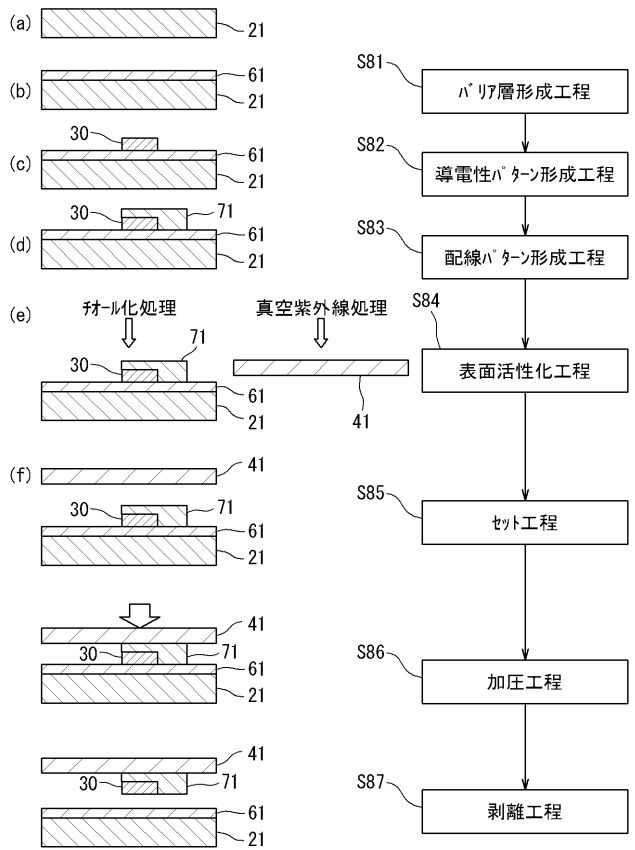 (a)
21
S81
61
(b)
21
バリア層形成工程
30
S82
(c)
61
21
導電性パターン形成工程
30
71
S83
(d)
61
21
配線パターン形成工程
(e)
チオール化処理
真空紫外線処理
S84
71
30
61
41
21
表面活性化工程
(f)
41
S85
30
71
61
21
セット工程
41
S86
30
71
61
21
加圧工程
41
S87
30
71
61
21
剥離工程